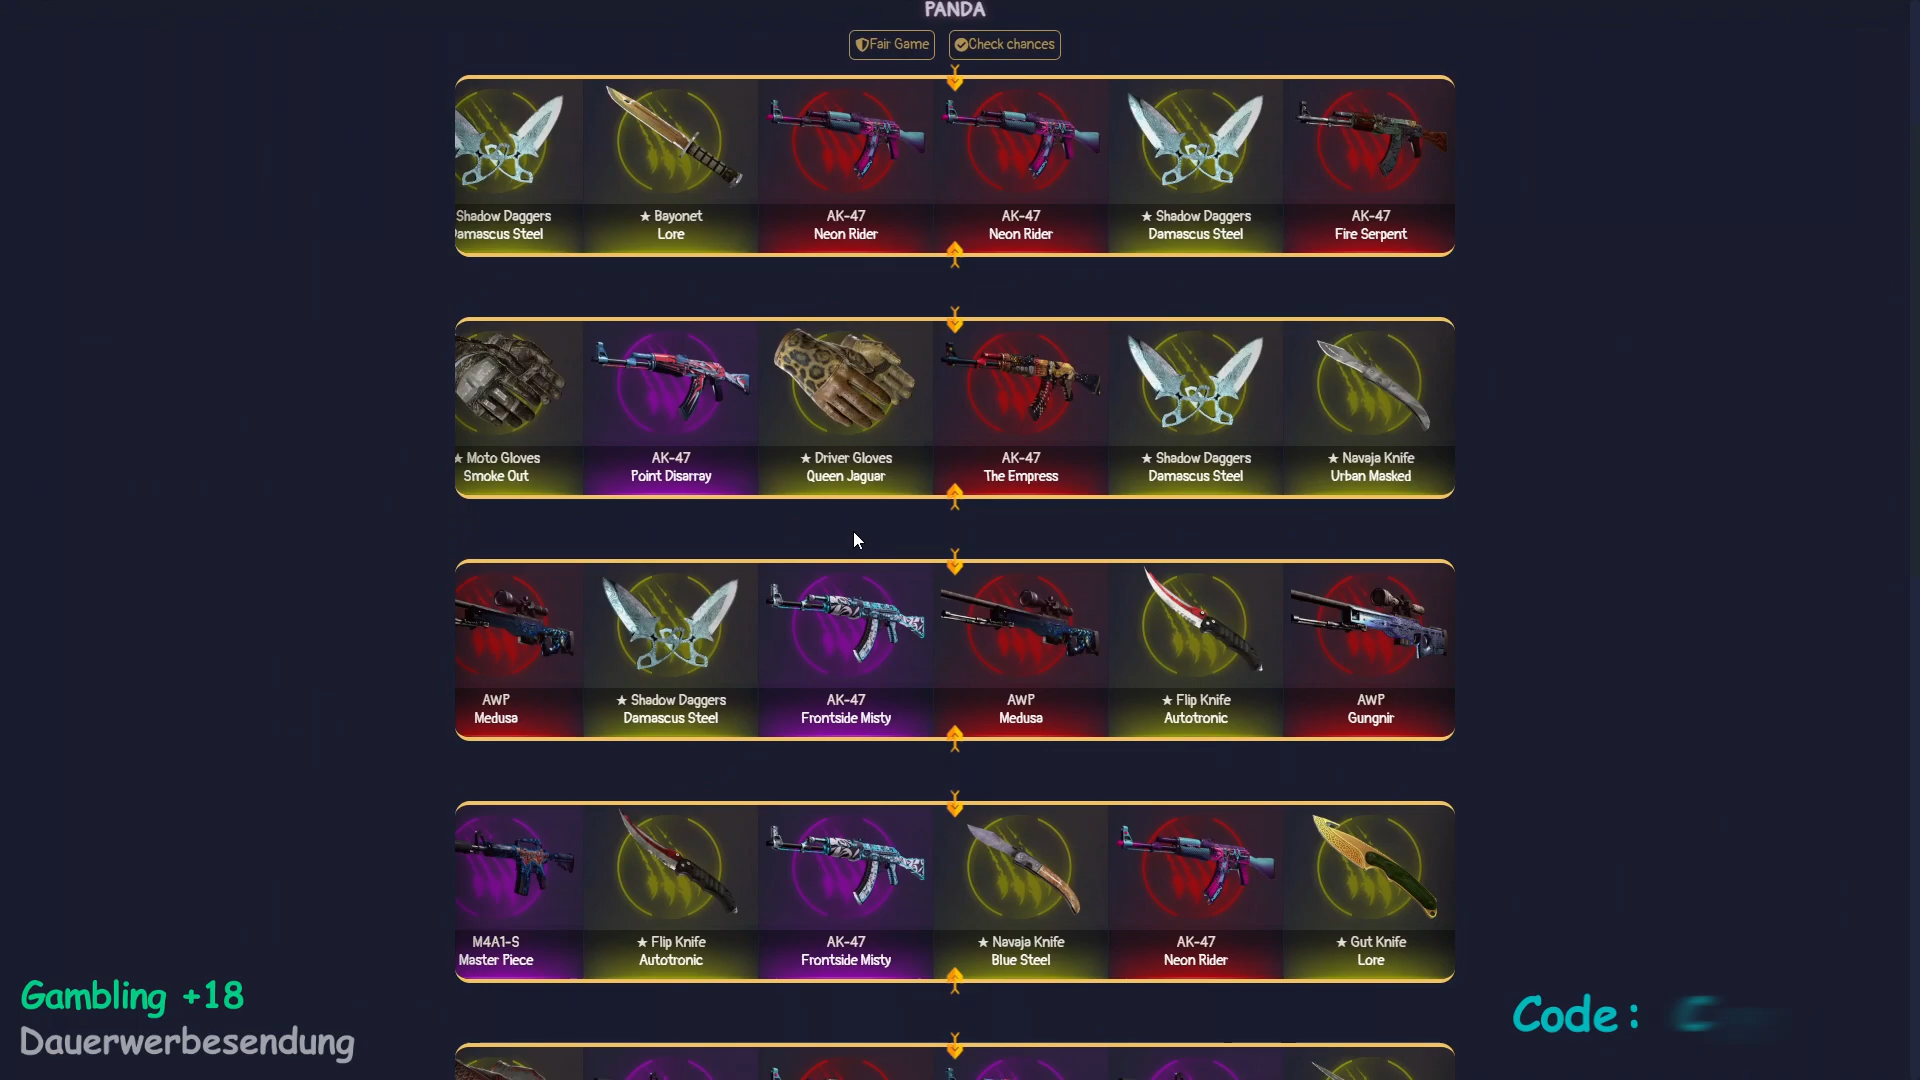 PANDA
Fair Game Check chances
Shadow Daggers ★ Bayonet AK-47 AK-47 ★ Shadow Daggers AK-47
Damascus Steel Lore Neon Rider Neon Rider Damascus Steel Fire Serpent
★ Moto Gloves AK-47 ★ Driver Gloves AK-47 ★ Shadow Daggers ★ Navaja Knife
Smoke Out Point Disarray Queen Jaguar The Empress Damascus Steel Urban Masked
AWP ★ Shadow Daggers AK-47 AWP ★ Flip Knife AWP
Medusa Damascus Steel Frontside Misty Medusa Autotronic Gungnir
M4A1-S ★ Flip Knife AK-47 ★ Navaja Knife AK-47 ★ Gut Knife
Master Piece Autotronic Frontside Misty Blue Steel Neon Rider Lore
Gambling +18
Dauerwerbesendung
Code :